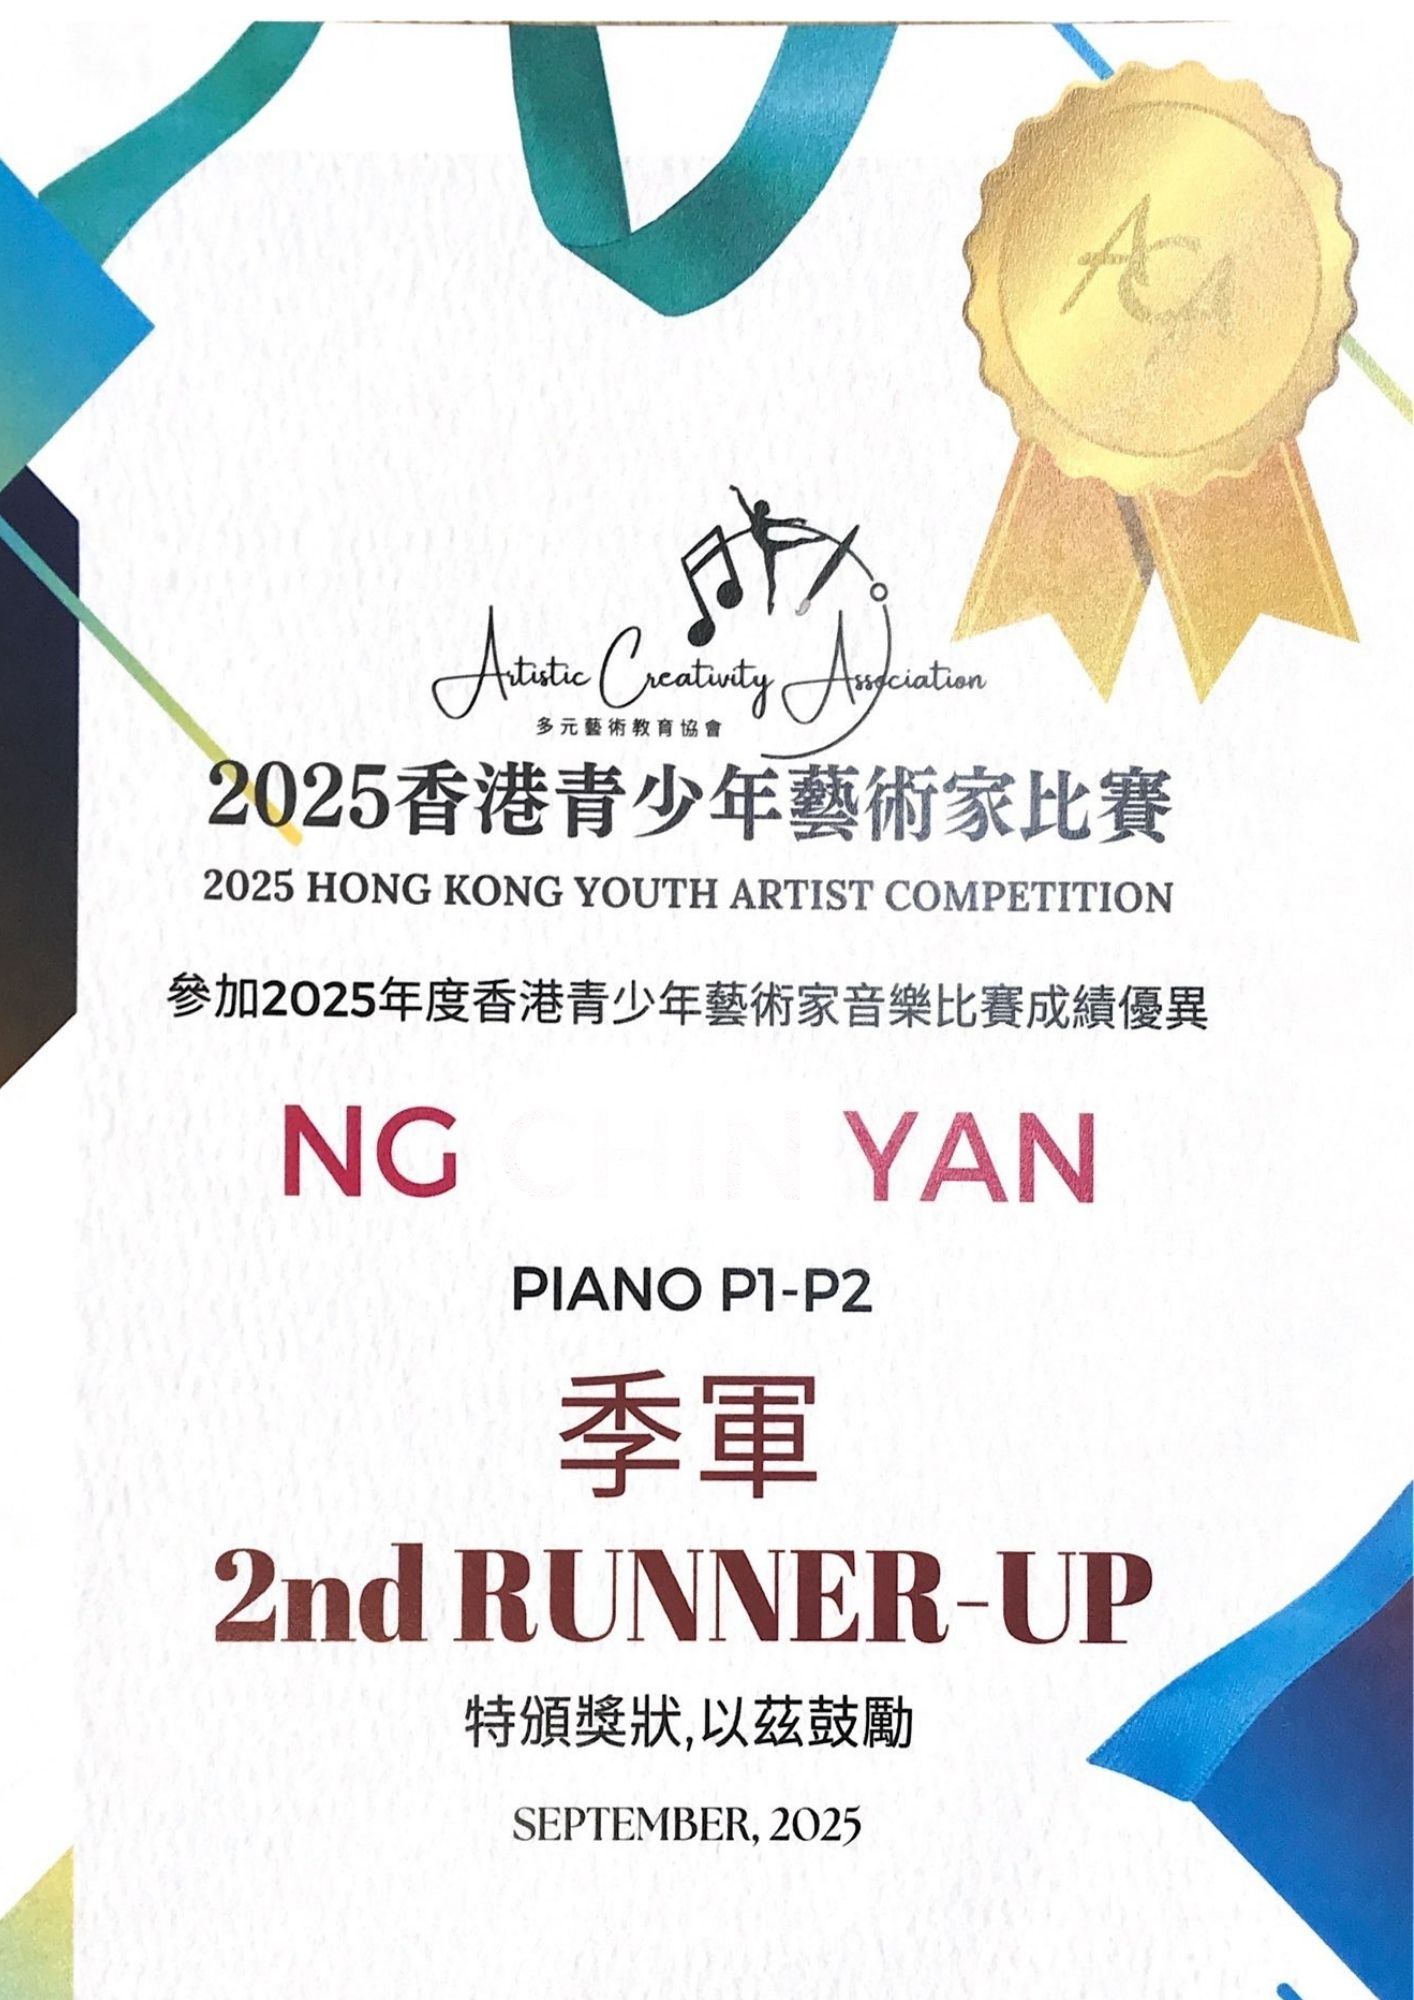 ACA
Artistic Creativity Association
多元藝術教育協會
2025香港青少年藝術家比賽
2025 HONG KONG YOUTH ARTIST COMPETITION
參加2025年度香港青少年藝術家音樂比賽成績優異
NG YAN
PIANO P1-P2
季軍
2nd RUNNER-UP
特頒獎狀,以茲鼓勵
SEPTEMBER, 2025